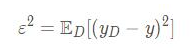 ε² = 𝔼_D[(y_D − y)²]